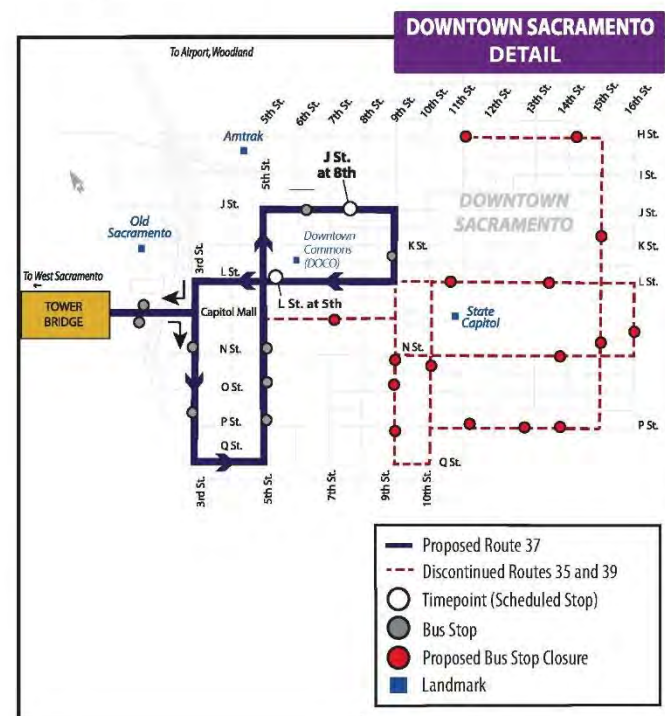 DOWNTOWN SACRAMENTO
DETAIL
To Airport, Woodland
5th St.
6th St.
7th St.
8th St.
9th St.
10th St.
11th St.
12th St.
13th St.
14th St.
15th St.
16th St.
H St.
Amtrak
J St.
at 8th
5th St.
I St.
DOWNTOWN
SACRAMENTO
J St.
J St.
Old
Sacramento
Downtown
Commons
(DOCO)
K St.
K St.
3rd St.
To West Sacramento
L St.
L St.
TOWER
BRIDGE
Capitol Mall
L St. at 5th
State
Capitol
N St.
N St.
O St.
P St.
P St.
Q St.
Q St.
3rd St.
5th St.
7th St.
9th St.
10th St.
Proposed Route 37
Discontinued Routes 35 and 39
Timepoint (Scheduled Stop)
Bus Stop
Proposed Bus Stop Closure
Landmark